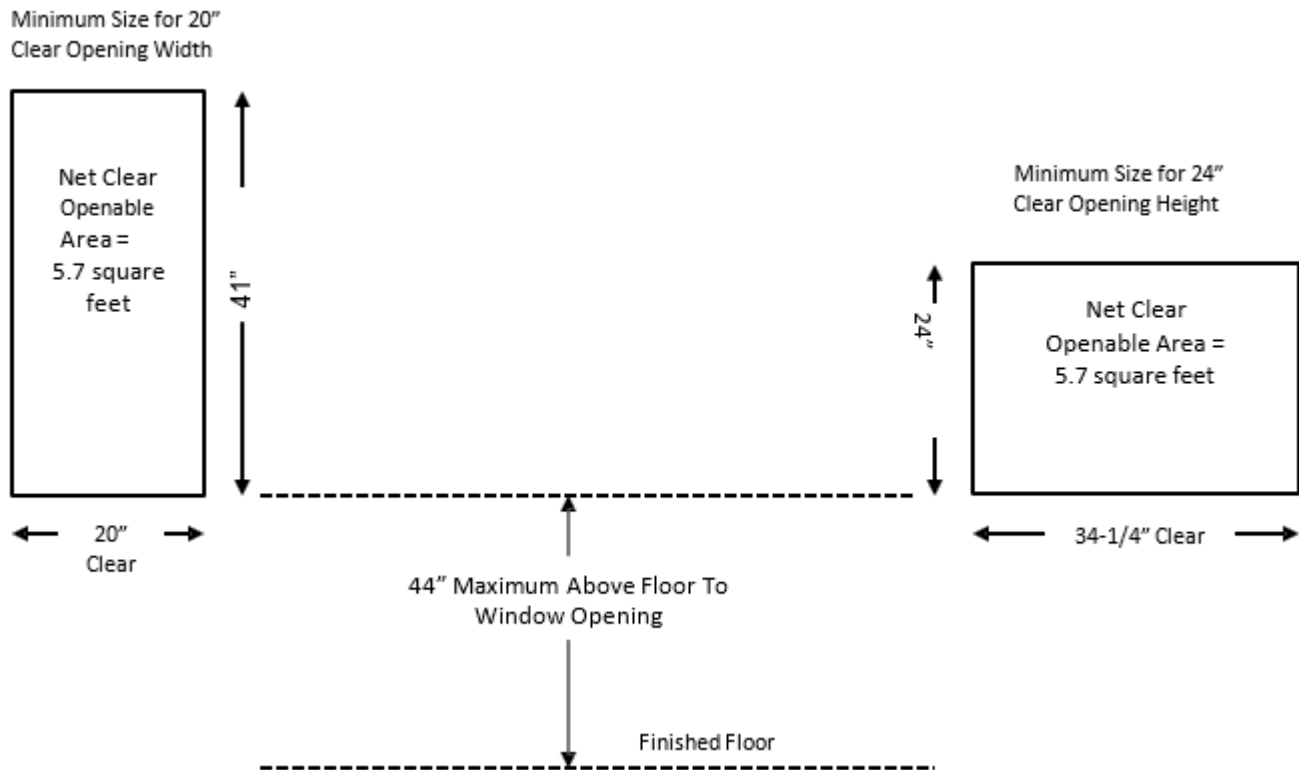 Minimum Size for 20”
Clear Opening Width
Net Clear
Openable
Area =
5.7 square
feet
41”
20”
Clear
Minimum Size for 24”
Clear Opening Height
24”
Net Clear
Openable Area =
5.7 square feet
34-1/4” Clear
44” Maximum Above Floor To
Window Opening
Finished Floor